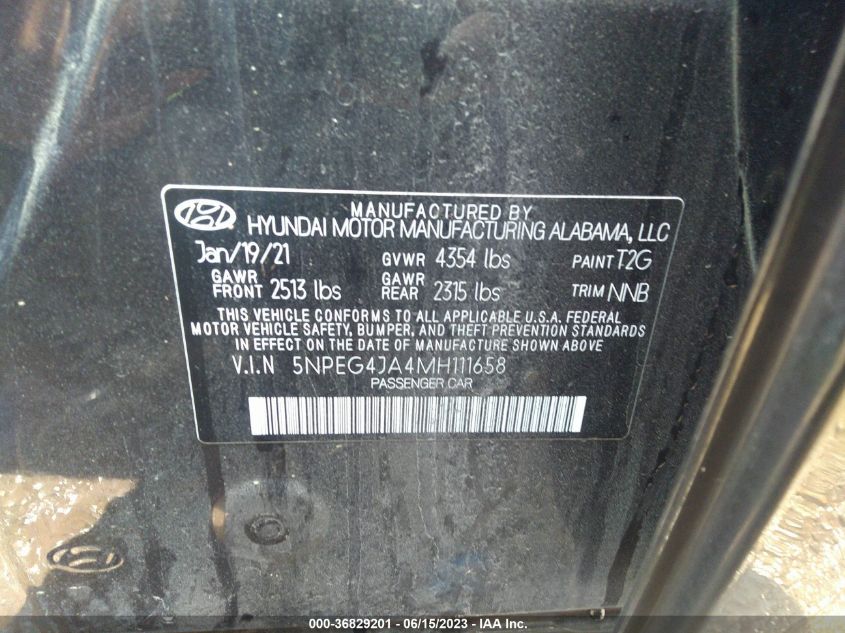 MANUFACTURED BY
HYUNDAI MOTOR MANUFACTURING ALABAMA, LLC
Jan/19/21 GVWR 4354 lbs PAINT T2G
GAWR FRONT 2513 lbs GAWR REAR 2315 lbs TRIM NNB
THIS VEHICLE CONFORMS TO ALL APPLICABLE U.S.A. FEDERAL
MOTOR VEHICLE SAFETY, BUMPER, AND THEFT PREVENTION STANDARDS
IN EFFECT ON THE DATE OF MANUFACTURE SHOWN ABOVE.
V.I.N 5NPEG4JA4MH111658
PASSENGER CAR
000-36829201 - 06/15/2023 - IAA Inc.